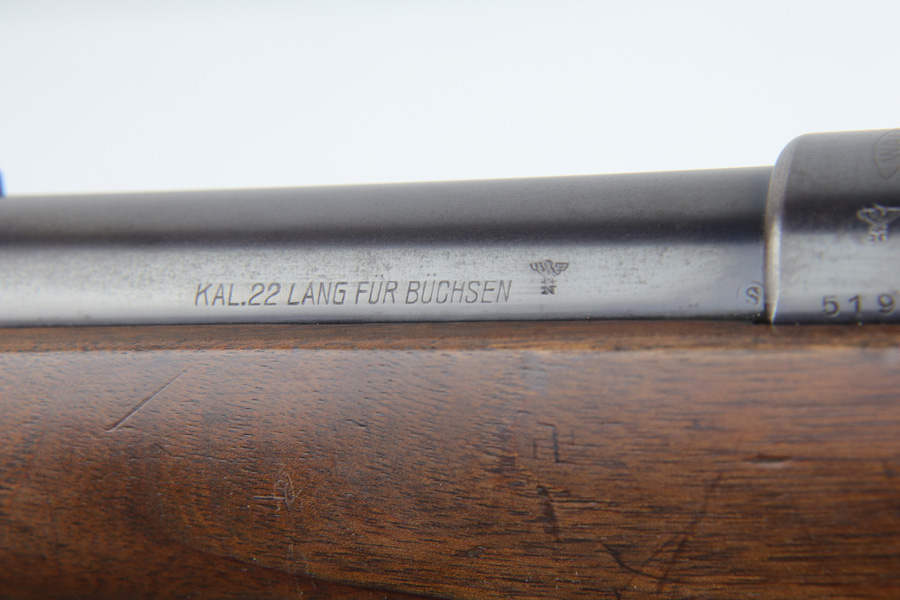 KAL.22 LANG FÜR BÜCHSEN
S
519